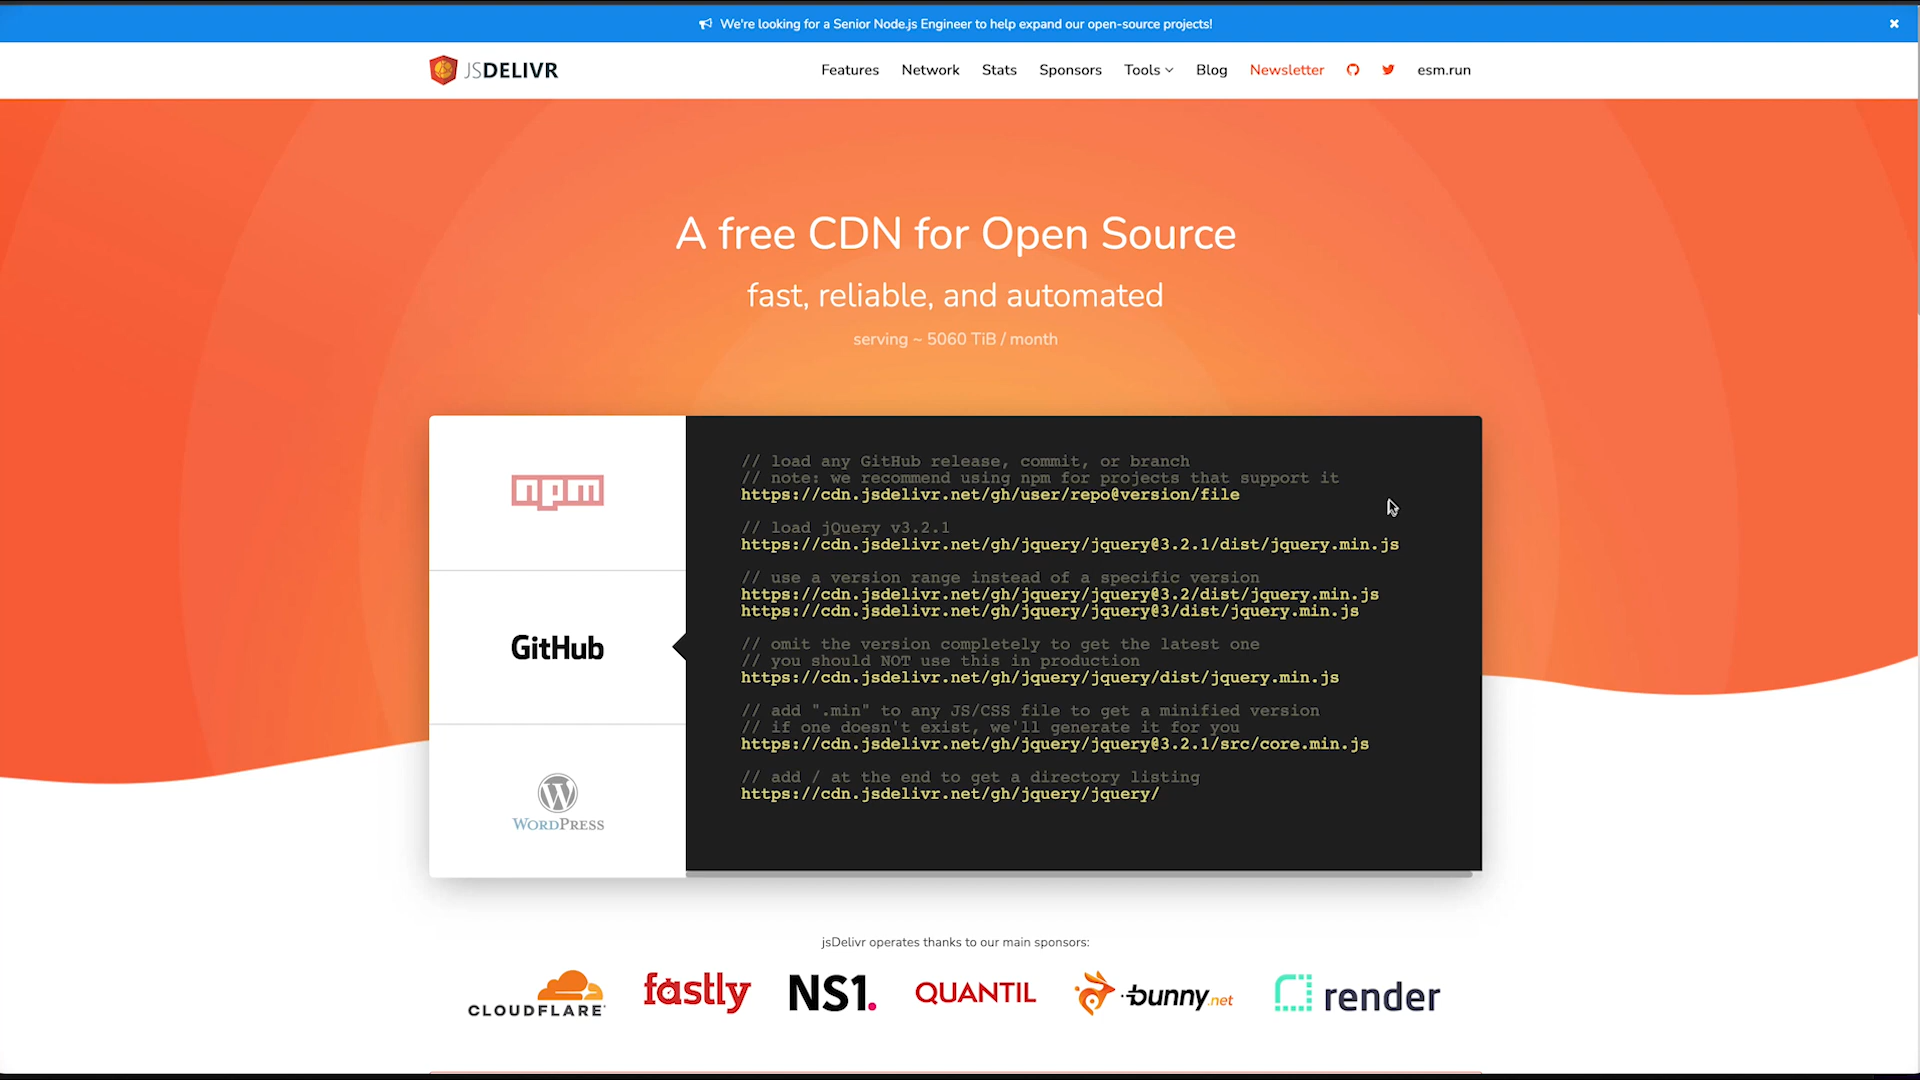 We're looking for a Senior Node.js Engineer to help expand our open-source projects!
JSDELIVR
Features Network Stats Sponsors Tools Blog Newsletter esm.run
A free CDN for Open Source
fast, reliable, and automated
serving ~ 5060 TiB / month
npm
GitHub
WORDPRESS
// load any GitHub release, commit, or branch
// note: we recommend using npm for projects that support it
https://cdn.jsdelivr.net/gh/user/repo@version/file
// load jQuery v3.2.1
https://cdn.jsdelivr.net/gh/jquery/jquery@3.2.1/dist/jquery.min.js
// use a version range instead of a specific version
https://cdn.jsdelivr.net/gh/jquery/jquery@3.2/dist/jquery.min.js
https://cdn.jsdelivr.net/gh/jquery/jquery@3/dist/jquery.min.js
// omit the version completely to get the latest one
// you should NOT use this in production
https://cdn.jsdelivr.net/gh/jquery/jquery/dist/jquery.min.js
// add ".min" to any JS/CSS file to get a minified version
// if one doesn't exist, we'll generate it for you
https://cdn.jsdelivr.net/gh/jquery/jquery@3.2.1/src/core.min.js
// add / at the end to get a directory listing
https://cdn.jsdelivr.net/gh/jquery/jquery/
jsDelivr operates thanks to our main sponsors:
CLOUDFLARE fastly NS1. QUANTIL bunny.net render